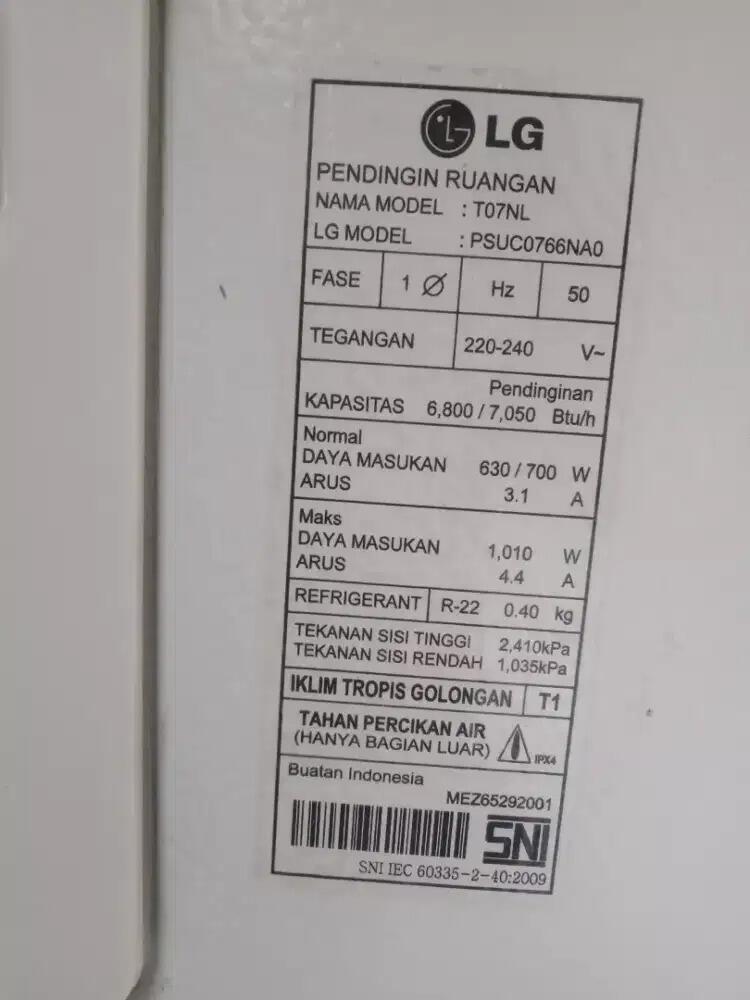 LG
PENDINGIN RUANGAN
NAMA MODEL : T07NL
LG MODEL : PSUC0766NA0
FASE 1 Ø Hz 50
TEGANGAN 220-240 V~
Pendinginan
KAPASITAS 6,800 / 7,050 Btu/h
Normal
DAYA MASUKAN 630 / 700 W
ARUS 3.1 A
Maks
DAYA MASUKAN 1,010 W
ARUS 4.4 A
REFRIGERANT R-22 0.40 kg
TEKANAN SISI TINGGI 2,410kPa
TEKANAN SISI RENDAH 1,035kPa
IKLIM TROPIS GOLONGAN T1
TAHAN PERCIKAN AIR
(HANYA BAGIAN LUAR) IPX4
Buatan Indonesia
MEZ65292001
SNI
SNI IEC 60335-2-40:2009